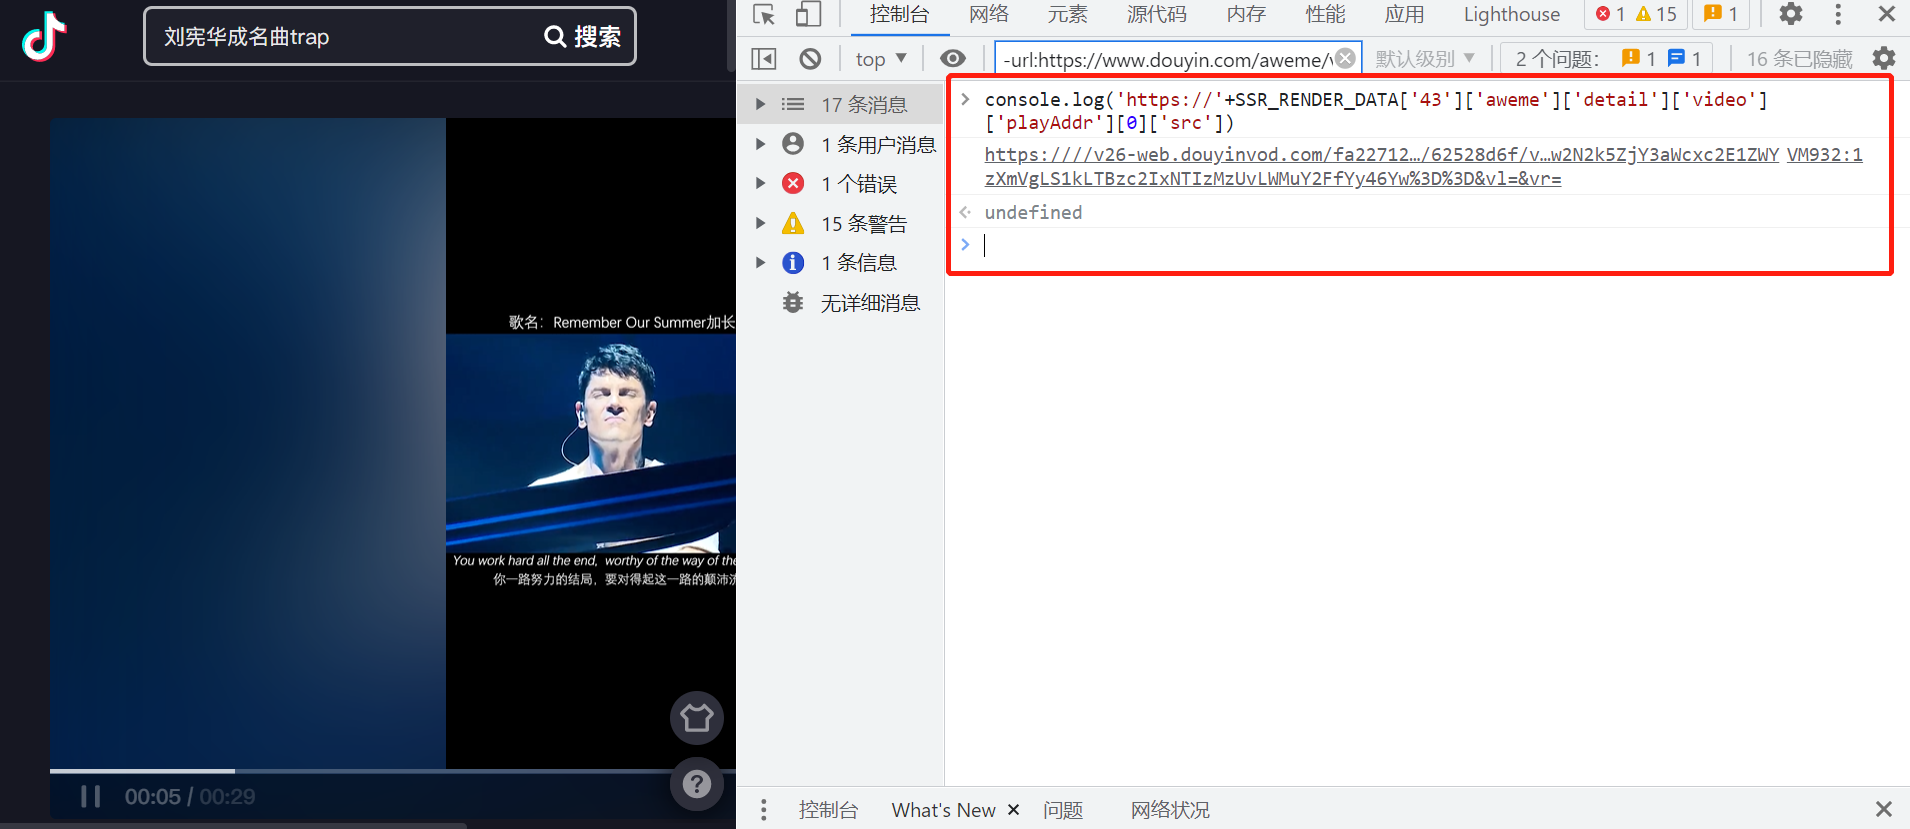 刘宪华成名曲trap
搜索
歌名：Remember Our Summer加长
You work hard all the end, worthy of the way of the
你一路努力的结局，要对得起这一路的颠沛流
00:05 / 00:29
控制台 网络 元素 源代码 内存 性能 应用 Lighthouse 1 15 1
top -url:https://www.douyin.com/aweme/v 默认级别 2 个问题: 1 1 16 条已隐藏
17 条消息
1 条用户消息
1 个错误
15 条警告
1 条信息
无详细消息
console.log('https://'+SSR_RENDER_DATA['43']['aweme']['detail']['video']
['playAddr'][0]['src'])
https:////v26-web.douyinvod.com/fa22712…/62528d6f/v…w2N2k5ZjY3aWcxc2E1ZWY VM932:1
zXmVgLS1kLTBzc2IxNTIzMzUvLWMuY2FfYy46Yw%3D%3D&vl=&vr=
undefined
控制台 What's New 问题 网络状况